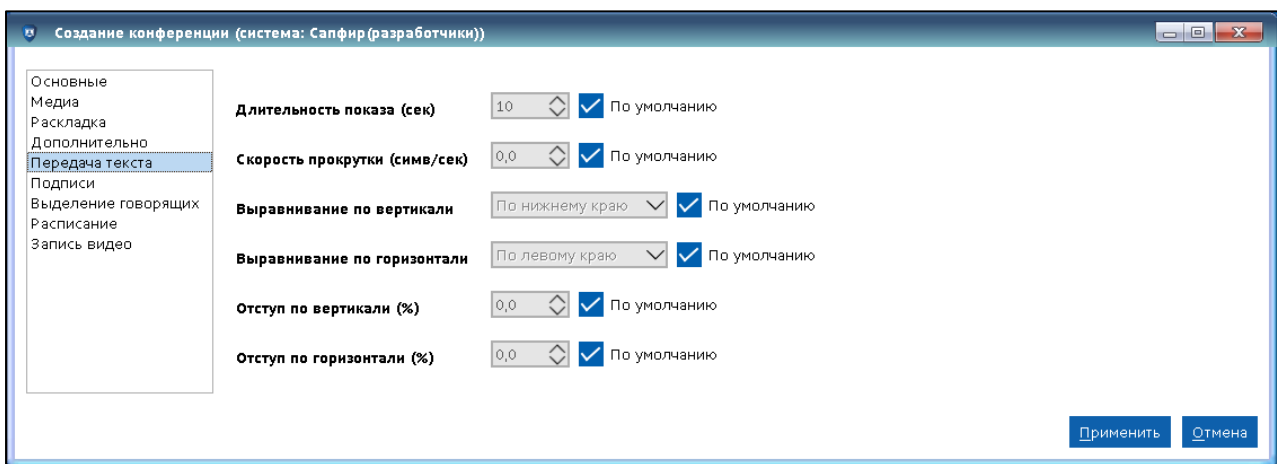 Создание конференции (система: Сапфир(разработчики))
Основные
Медиа
Раскладка
Дополнительно
Передача текста
Подписи
Выделение говорящих
Расписание
Запись видео
Длительность показа (сек) 10 По умолчанию
Скорость прокрутки (симв/сек) 0,0 По умолчанию
Выравнивание по вертикали По нижнему краю По умолчанию
Выравнивание по горизонтали По левому краю По умолчанию
Отступ по вертикали (%) 0,0 По умолчанию
Отступ по горизонтали (%) 0,0 По умолчанию
Применить Отмена